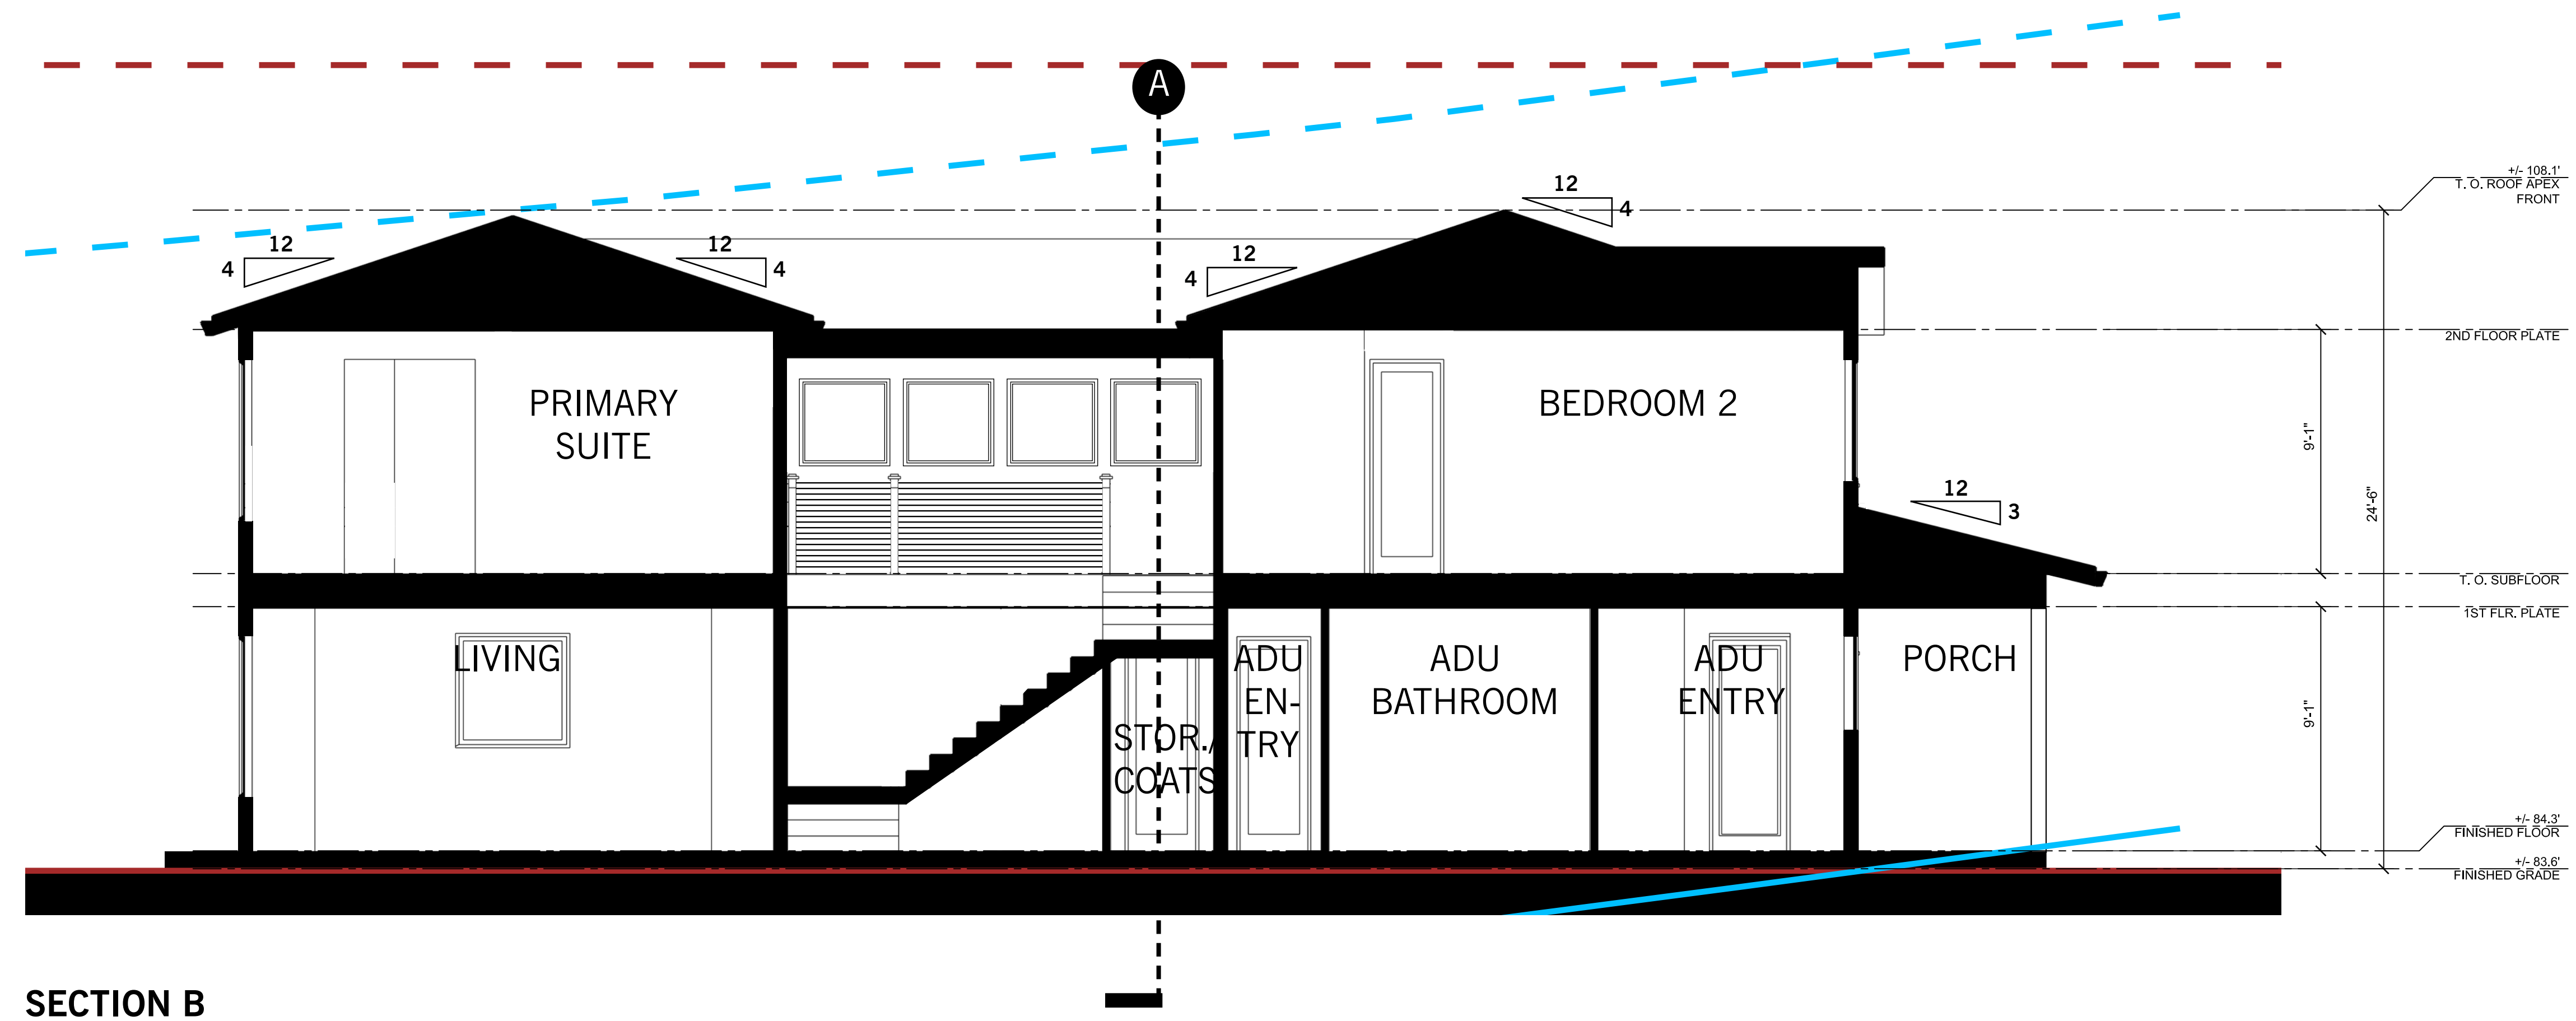 A
+/- 108.1'
T. O. ROOF APEX
FRONT
12
4
12
4
12
4
12
4
2ND FLOOR PLATE
PRIMARY
SUITE
BEDROOM 2
9'-1"
24'-6"
12
3
T. O. SUBFLOOR
1ST FLR. PLATE
LIVING
STOR./
COATS
ADU
EN-
TRY
ADU
BATHROOM
ADU
ENTRY
PORCH
9'-1"
+/- 84.3'
FINISHED FLOOR
+/- 83.6'
FINISHED GRADE
SECTION B